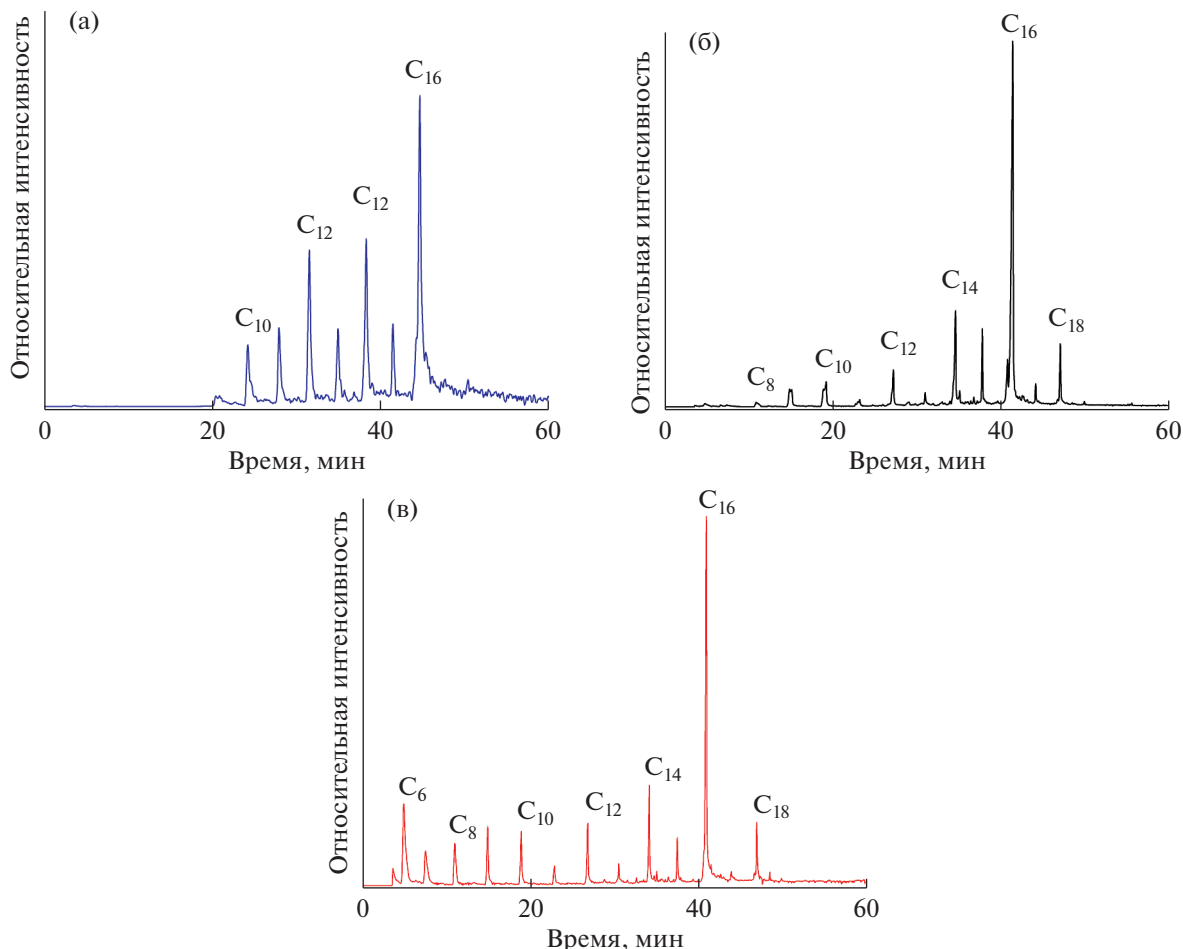 (а)
Относительная интенсивность
C10
C12
C12
C16
0
20
40
60
Время, мин
(б)
Относительная интенсивность
C8
C10
C12
C14
C16
C18
0
20
40
60
Время, мин
(в)
Относительная интенсивность
C6
C8
C10
C12
C14
C16
C18
0
20
40
60
Время, мин